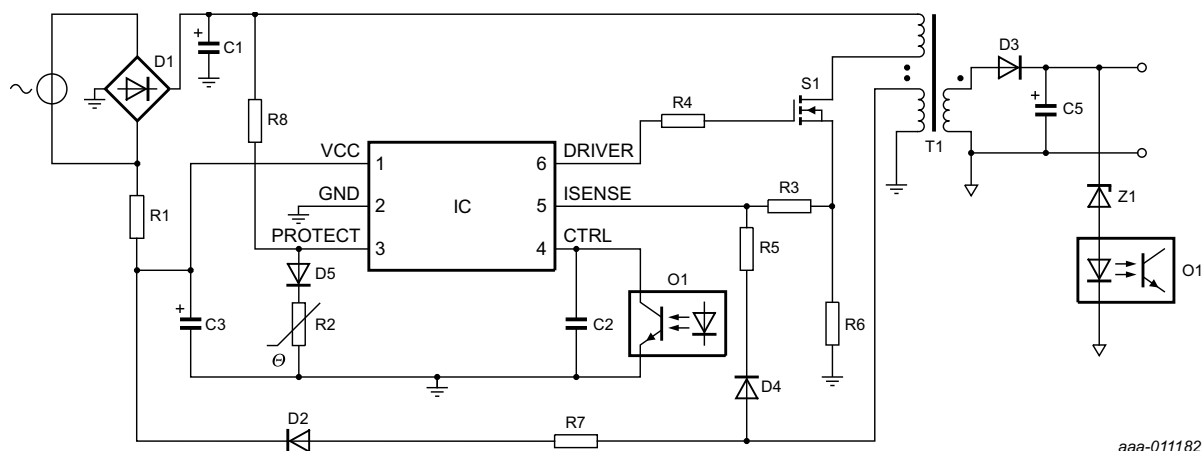 D1
+
C1
S1
D3
R8
R4
+
C5
T1
VCC
1
6
DRIVER
GND
2
IC
5
ISENSE
R3
Z1
R1
PROTECT
3
4
CTRL
R5
D5
O1
O1
+
C3
R2
C2
R6
Θ
D4
D2
R7
aaa-011182